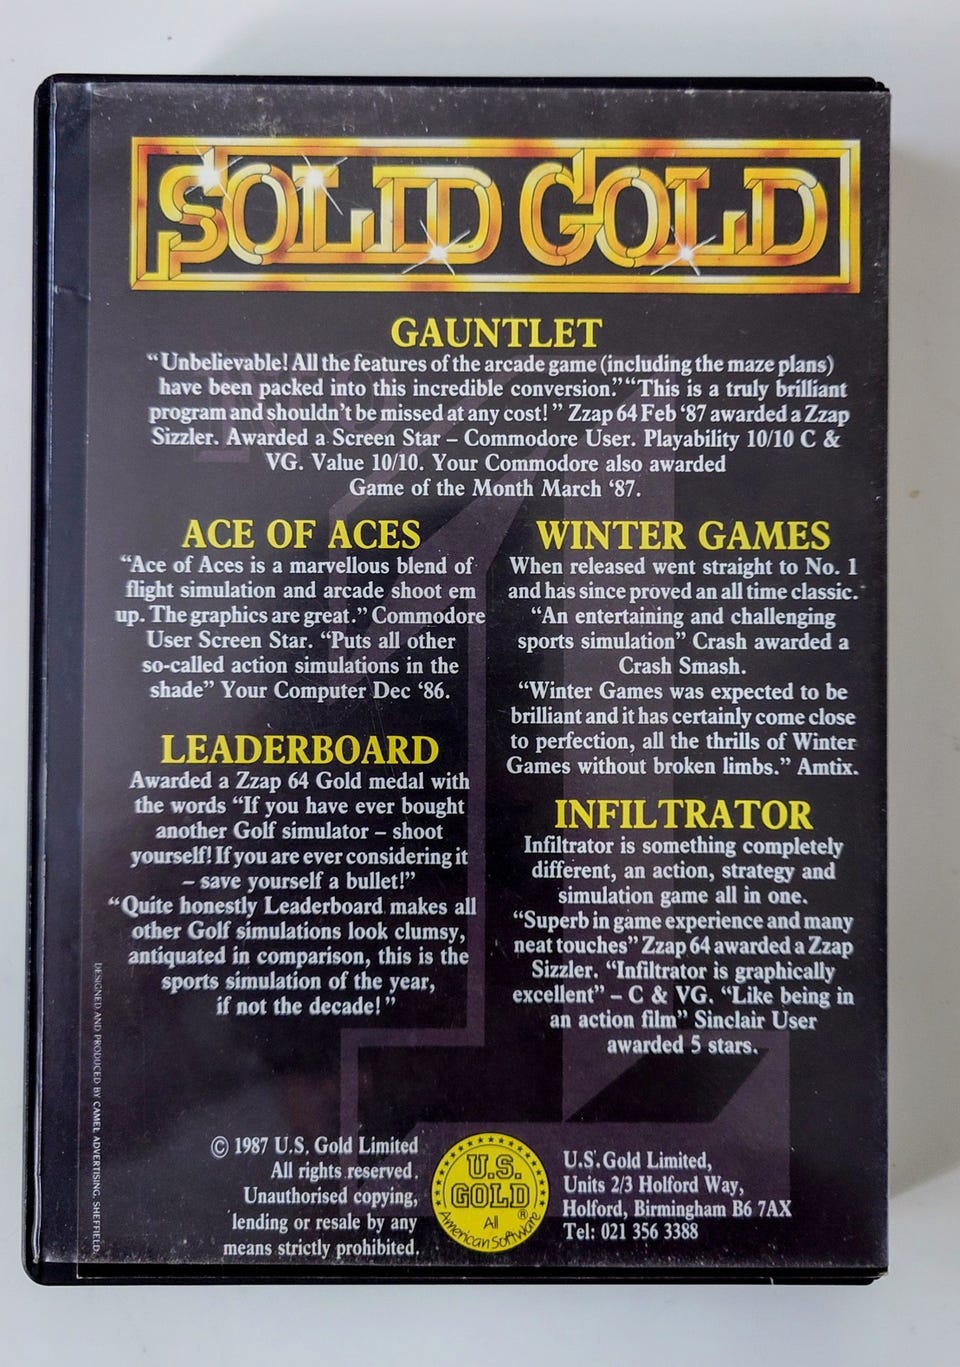 SOLID GOLD
GAUNTLET
“Unbelievable! All the features of the arcade game (including the maze plans)
have been packed into this incredible conversion.” “This is a truly brilliant
program and shouldn’t be missed at any cost! ” Zzap 64 Feb ‘87 awarded a Zzap
Sizzler. Awarded a Screen Star – Commodore User. Playability 10/10 C &
VG. Value 10/10. Your Commodore also awarded
Game of the Month March ‘87.
ACE OF ACES
“Ace of Aces is a marvellous blend of
flight simulation and arcade shoot em
up. The graphics are great.” Commodore
User Screen Star. “Puts all other
so-called action simulations in the
shade” Your Computer Dec ‘86.
LEADERBOARD
Awarded a Zzap 64 Gold medal with
the words “If you have ever bought
another Golf simulator – shoot
yourself! If you are ever considering it
– save yourself a bullet!”
“Quite honestly Leaderboard makes all
other Golf simulations look clumsy,
antiquated in comparison, this is the
sports simulation of the year,
if not the decade! ”
WINTER GAMES
When released went straight to No. 1
and has since proved an all time classic.
“An entertaining and challenging
sports simulation” Crash awarded a
Crash Smash.
“Winter Games was expected to be
brilliant and it has certainly come close
to perfection, all the thrills of Winter
Games without broken limbs.” Amtix.
INFILTRATOR
Infiltrator is something completely
different, an action, strategy and
simulation game all in one.
“Superb in game experience and many
neat touches” Zzap 64 awarded a Zzap
Sizzler. “Infiltrator is graphically
excellent” – C & VG. “Like being in
an action film” Sinclair User
awarded 5 stars.
DESIGNED AND PRODUCED BY CAMEL ADVERTISING. SHEFFIELD.
© 1987 U.S. Gold Limited
All rights reserved.
Unauthorised copying,
lending or resale by any
means strictly prohibited.
U.S.
GOLD
®
All
American Software
U.S. Gold Limited,
Units 2/3 Holford Way,
Holford, Birmingham B6 7AX
Tel: 021 356 3388